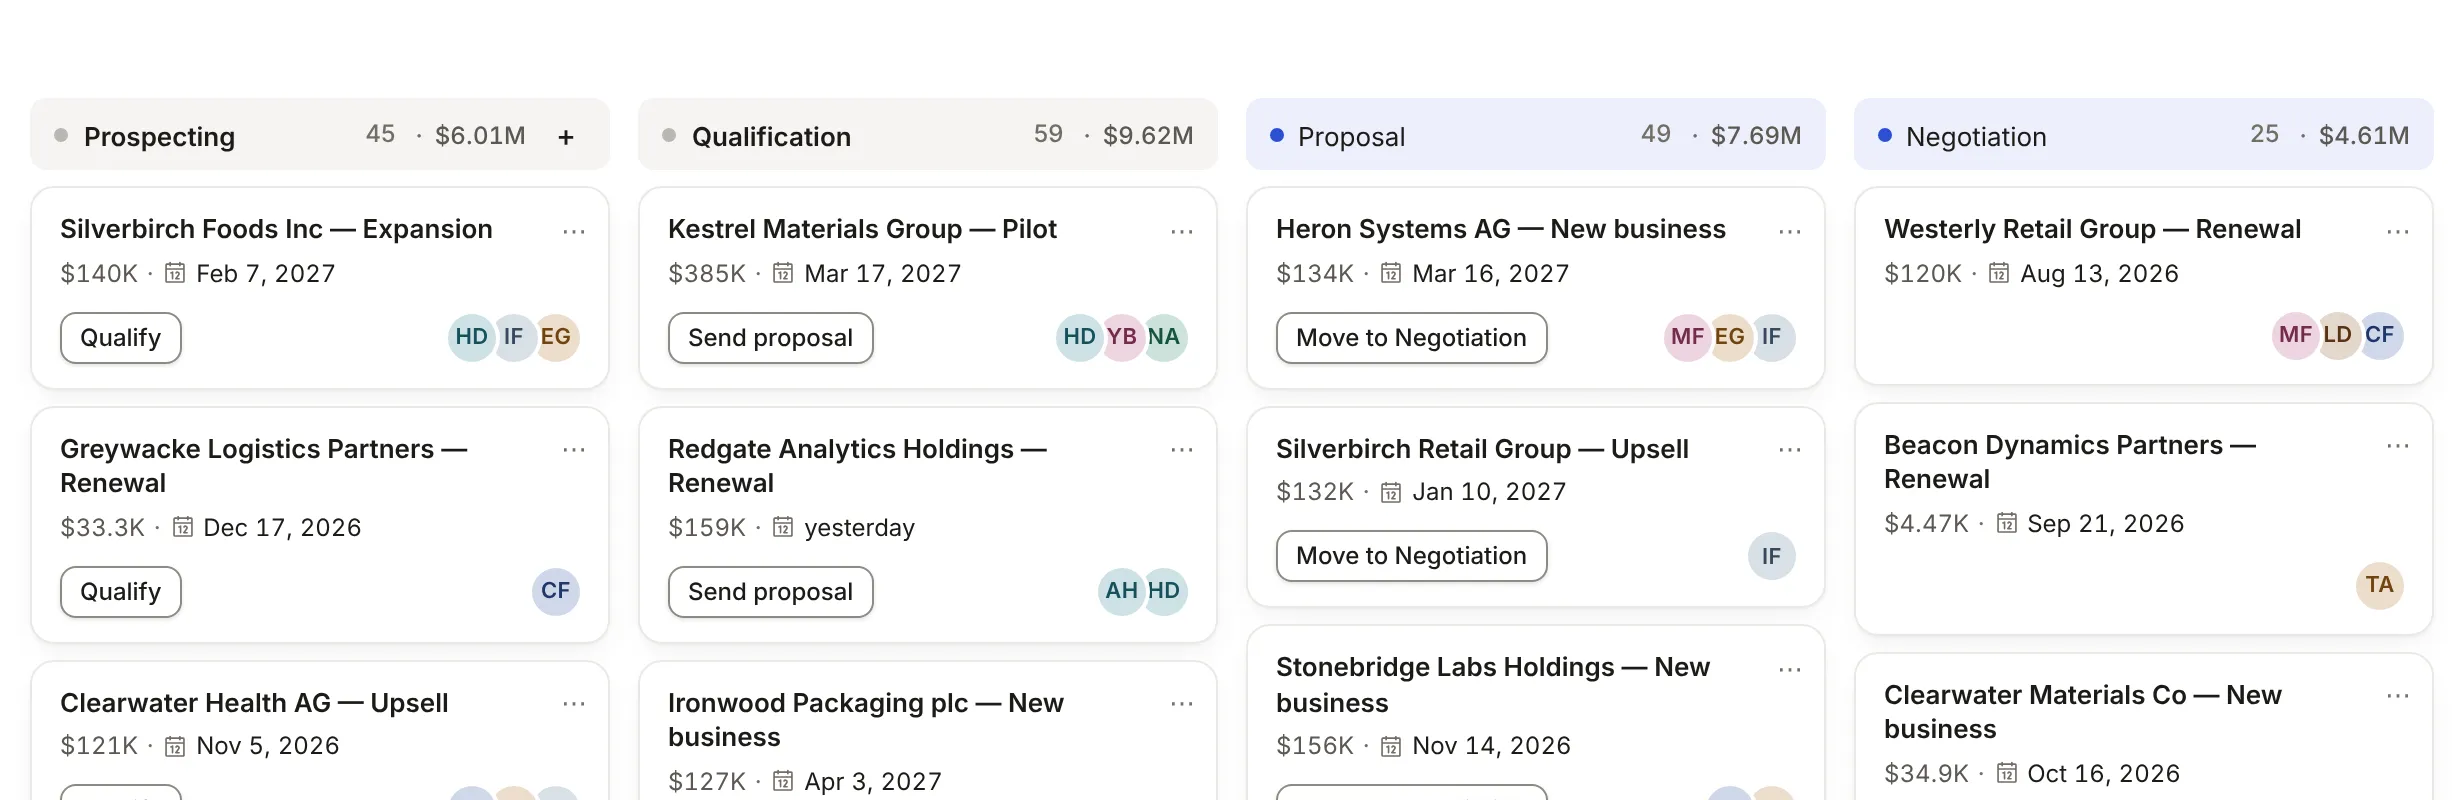 Prospecting 45 · $6.01M +
Silverbirch Foods Inc — Expansion ...
$140K · Feb 7, 2027
Qualify HD IF EG
Greywacke Logistics Partners — ...
Renewal
$33.3K · Dec 17, 2026
Qualify CF
Clearwater Health AG — Upsell ...
$121K · Nov 5, 2026
Qualification 59 · $9.62M
Kestrel Materials Group — Pilot ...
$385K · Mar 17, 2027
Send proposal HD YB NA
Redgate Analytics Holdings — ...
Renewal
$159K · yesterday
Send proposal AH HD
Ironwood Packaging plc — New ...
business
$127K · Apr 3, 2027
Proposal 49 · $7.69M
Heron Systems AG — New business ...
$134K · Mar 16, 2027
Move to Negotiation MF EG IF
Silverbirch Retail Group — Upsell ...
$132K · Jan 10, 2027
Move to Negotiation IF
Stonebridge Labs Holdings — New ...
business
$156K · Nov 14, 2026
Negotiation 25 · $4.61M
Westerly Retail Group — Renewal ...
$120K · Aug 13, 2026
MF LD CF
Beacon Dynamics Partners — ...
Renewal
$4.47K · Sep 21, 2026
TA
Clearwater Materials Co — New ...
business
$34.9K · Oct 16, 2026